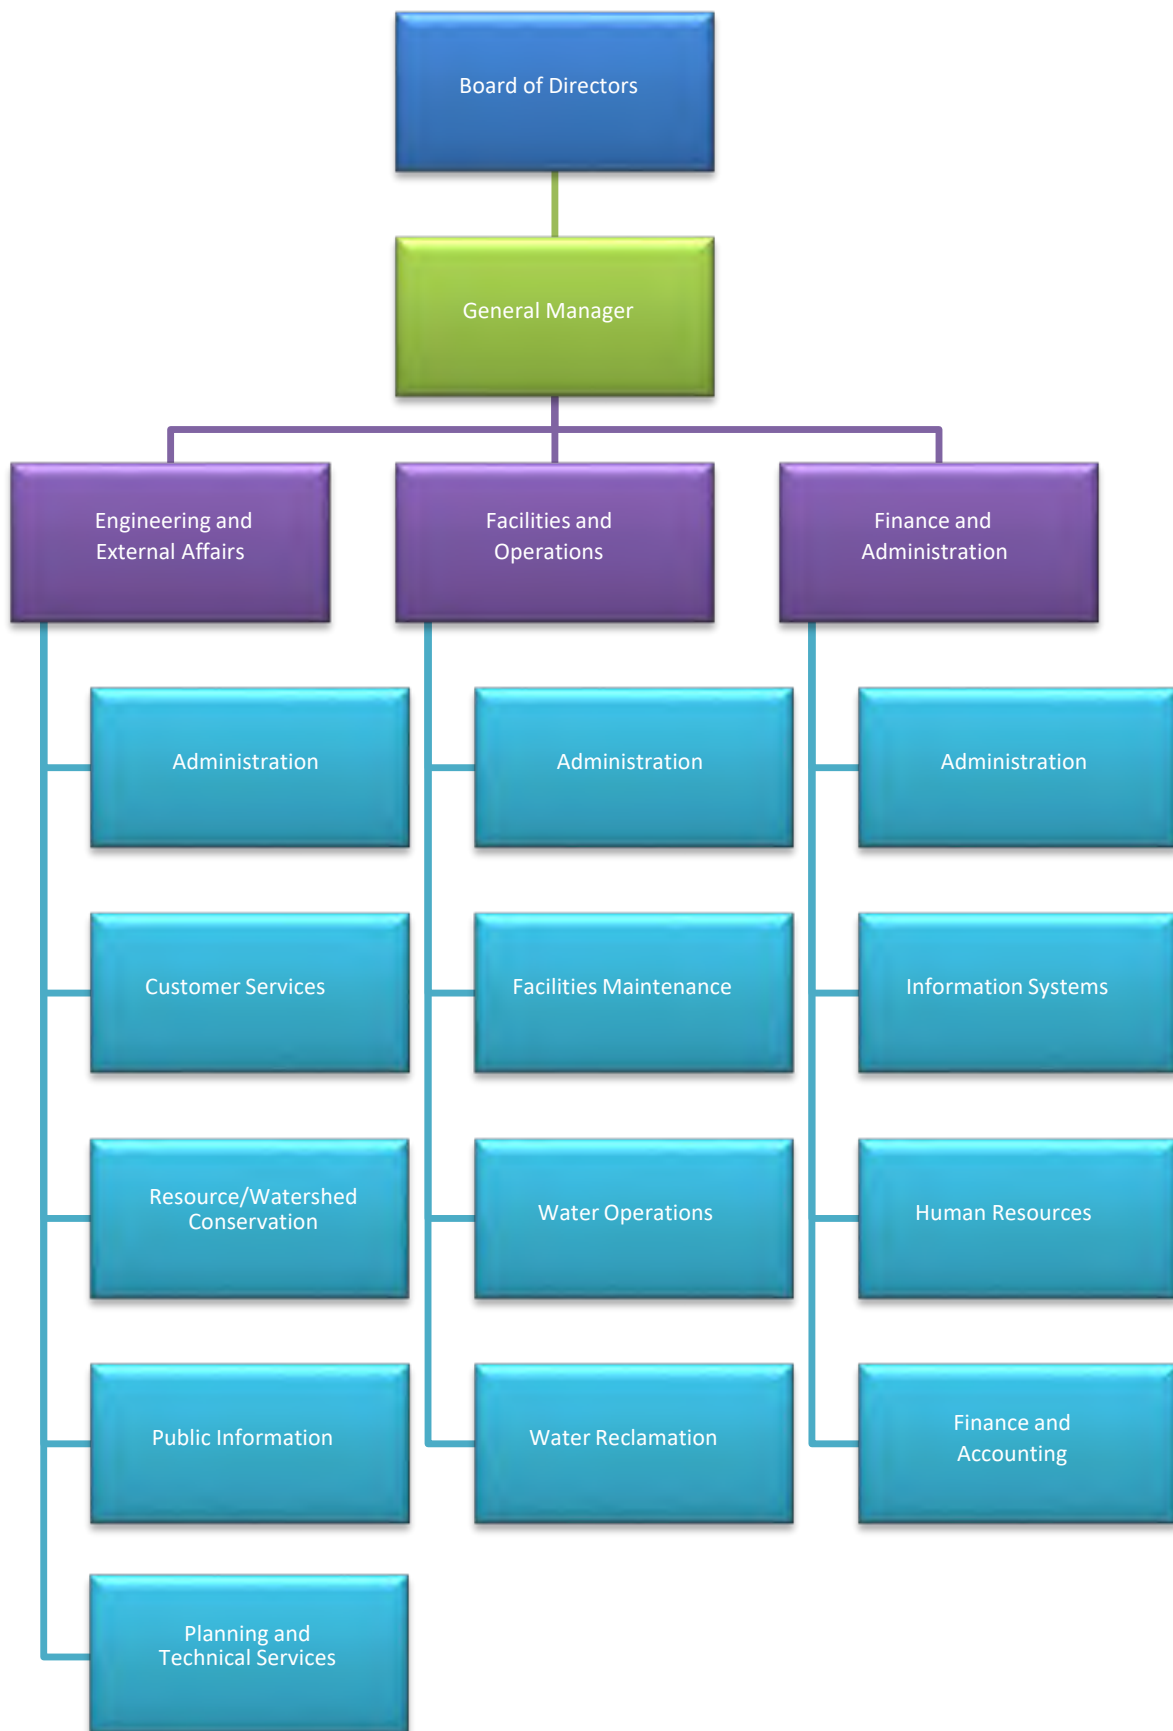 Board of Directors
General Manager
Engineering and
External Affairs
Facilities and
Operations
Finance and
Administration
Administration
Administration
Administration
Customer Services
Facilities Maintenance
Information Systems
Resource/Watershed
Conservation
Water Operations
Human Resources
Public Information
Water Reclamation
Finance and
Accounting
Planning and
Technical Services